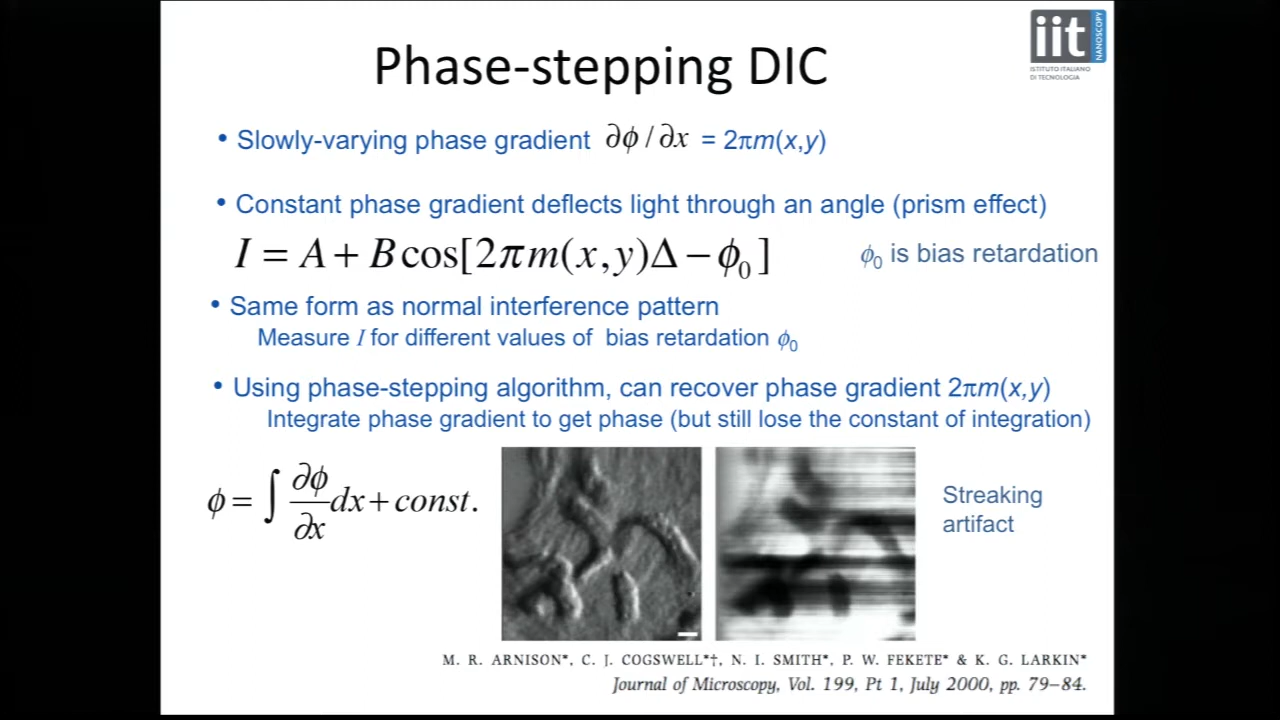 iit
NANOSCOPY
ISTITUTO ITALIANO
DI TECNOLOGIA
Phase-stepping DIC
• Slowly-varying phase gradient ∂ϕ / ∂x = 2πm(x,y)
• Constant phase gradient deflects light through an angle (prism effect)
I = A + B cos[2πm(x,y)Δ − ϕ₀]
ϕ₀ is bias retardation
• Same form as normal interference pattern
Measure I for different values of bias retardation ϕ₀
• Using phase-stepping algorithm, can recover phase gradient 2πm(x,y)
Integrate phase gradient to get phase (but still lose the constant of integration)
ϕ = ∫ ∂ϕ/∂x dx + const.
Streaking
artifact
M. R. ARNISON*, C. J. COGSWELL*†, N. I. SMITH*, P. W. FEKETE* & K. G. LARKIN*
Journal of Microscopy, Vol. 199, Pt 1, July 2000, pp. 79–84.